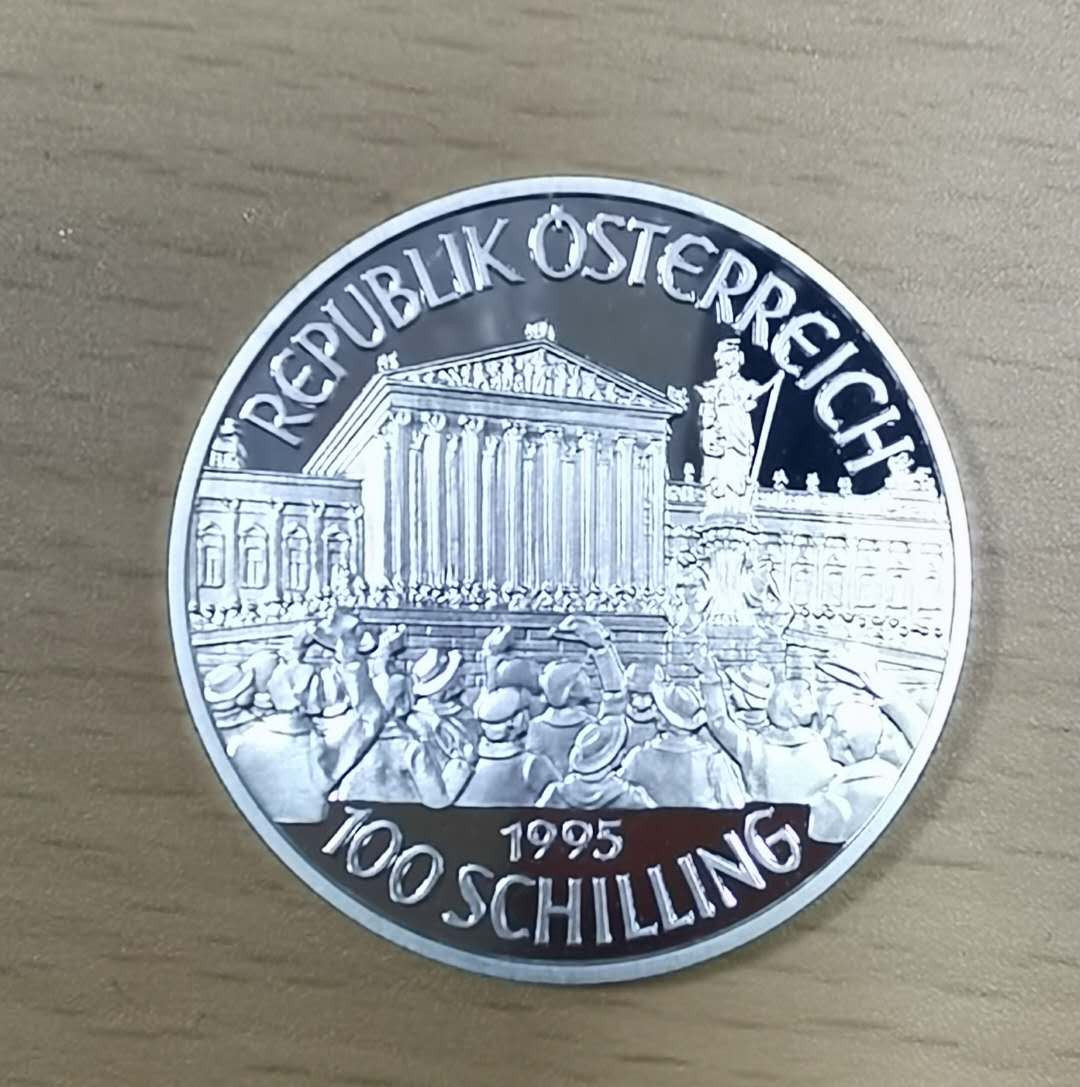 REPUBLIK ÖSTERREICH
1995
100 SCHILLING